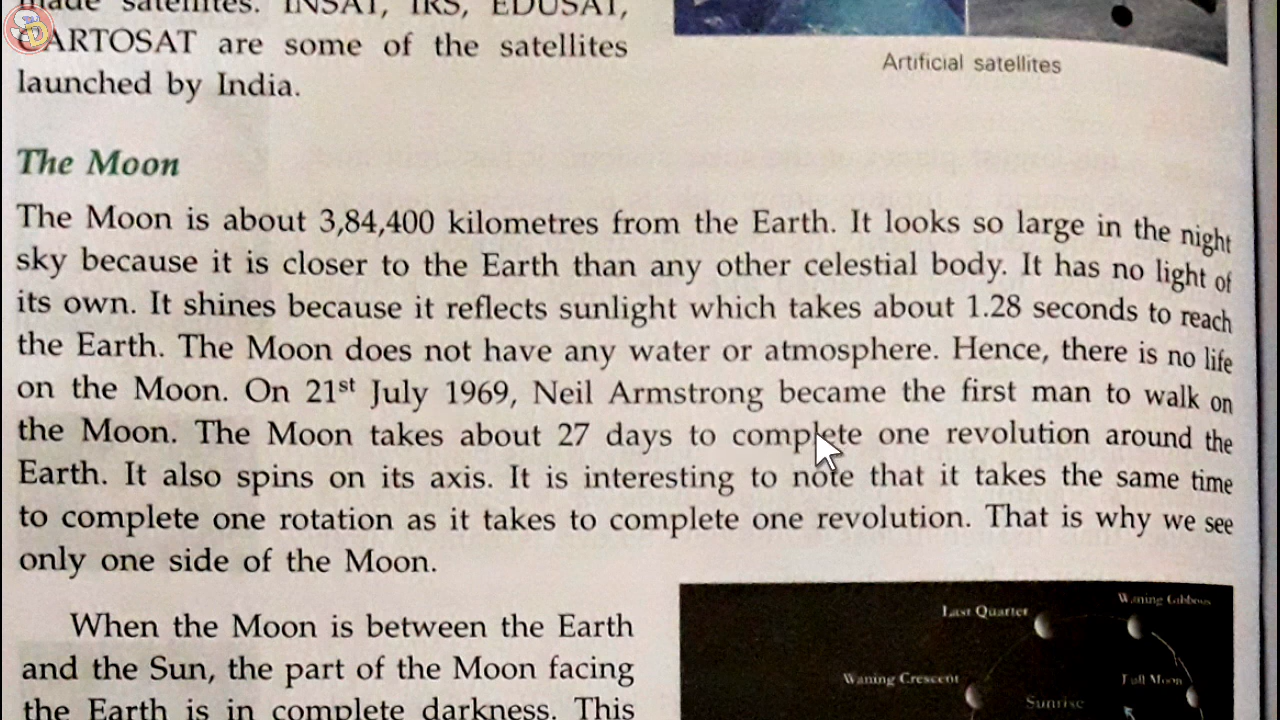 made satellites. INSAT, IRS, EDUSAT,
CARTOSAT are some of the satellites
launched by India.
Artificial satellites
The Moon
The Moon is about 3,84,400 kilometres from the Earth. It looks so large in the night
sky because it is closer to the Earth than any other celestial body. It has no light of
its own. It shines because it reflects sunlight which takes about 1.28 seconds to reach
the Earth. The Moon does not have any water or atmosphere. Hence, there is no life
on the Moon. On 21st July 1969, Neil Armstrong became the first man to walk on
the Moon. The Moon takes about 27 days to complete one revolution around the
Earth. It also spins on its axis. It is interesting to note that it takes the same time
to complete one rotation as it takes to complete one revolution. That is why we see
only one side of the Moon.
When the Moon is between the Earth
and the Sun, the part of the Moon facing
the Earth is in complete darkness. This
Last Quarter
Waning Gibbous
Waning Crescent
Full Moon
Sunrise